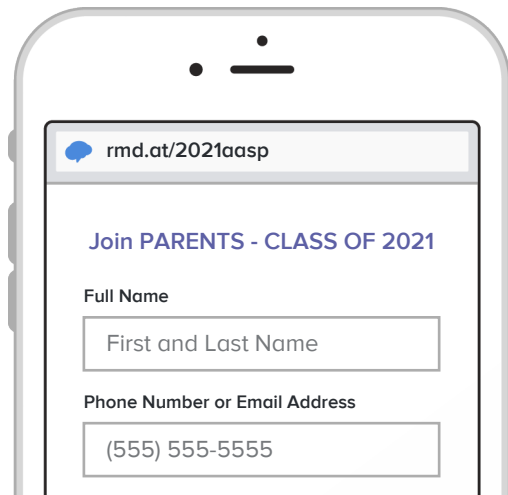 rmd.at/2021aasp
Join PARENTS - CLASS OF 2021
Full Name
First and Last Name
Phone Number or Email Address
(555) 555-5555